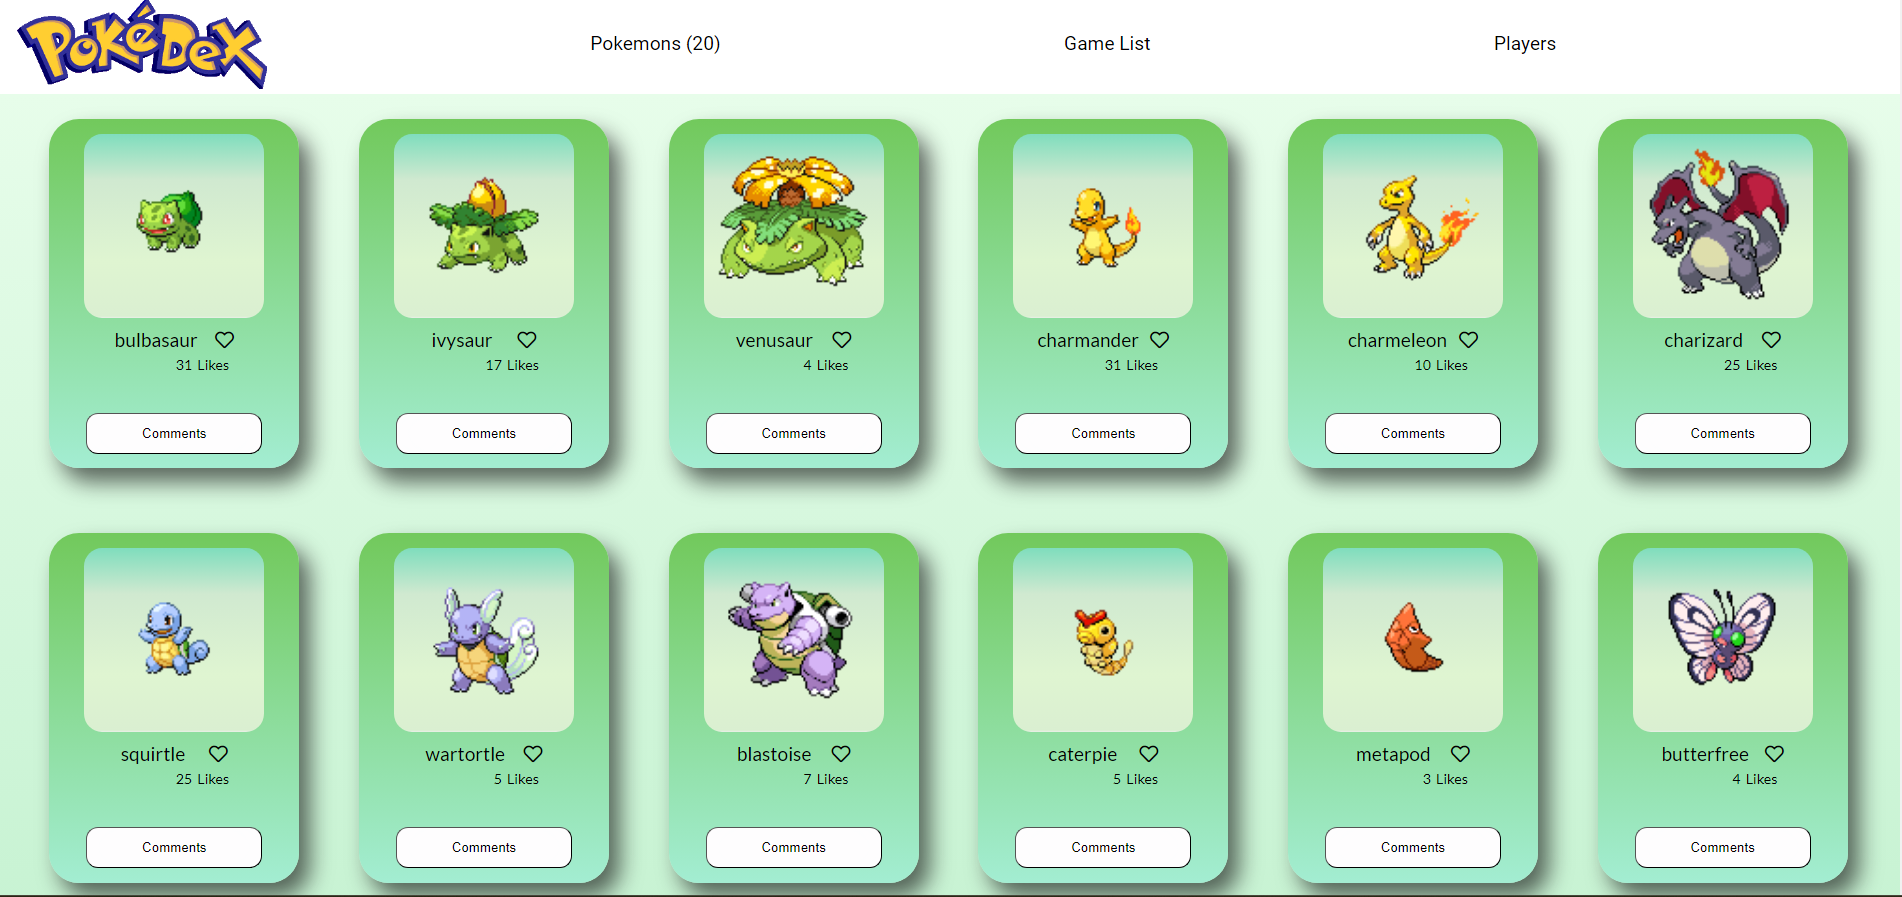 PoKéDeX
Pokemons (20)
Game List
Players
bulbasaur
31 Likes
Comments
ivysaur
17 Likes
Comments
venusaur
4 Likes
Comments
charmander
31 Likes
Comments
charmeleon
10 Likes
Comments
charizard
25 Likes
Comments
squirtle
25 Likes
Comments
wartortle
5 Likes
Comments
blastoise
7 Likes
Comments
caterpie
5 Likes
Comments
metapod
3 Likes
Comments
butterfree
4 Likes
Comments